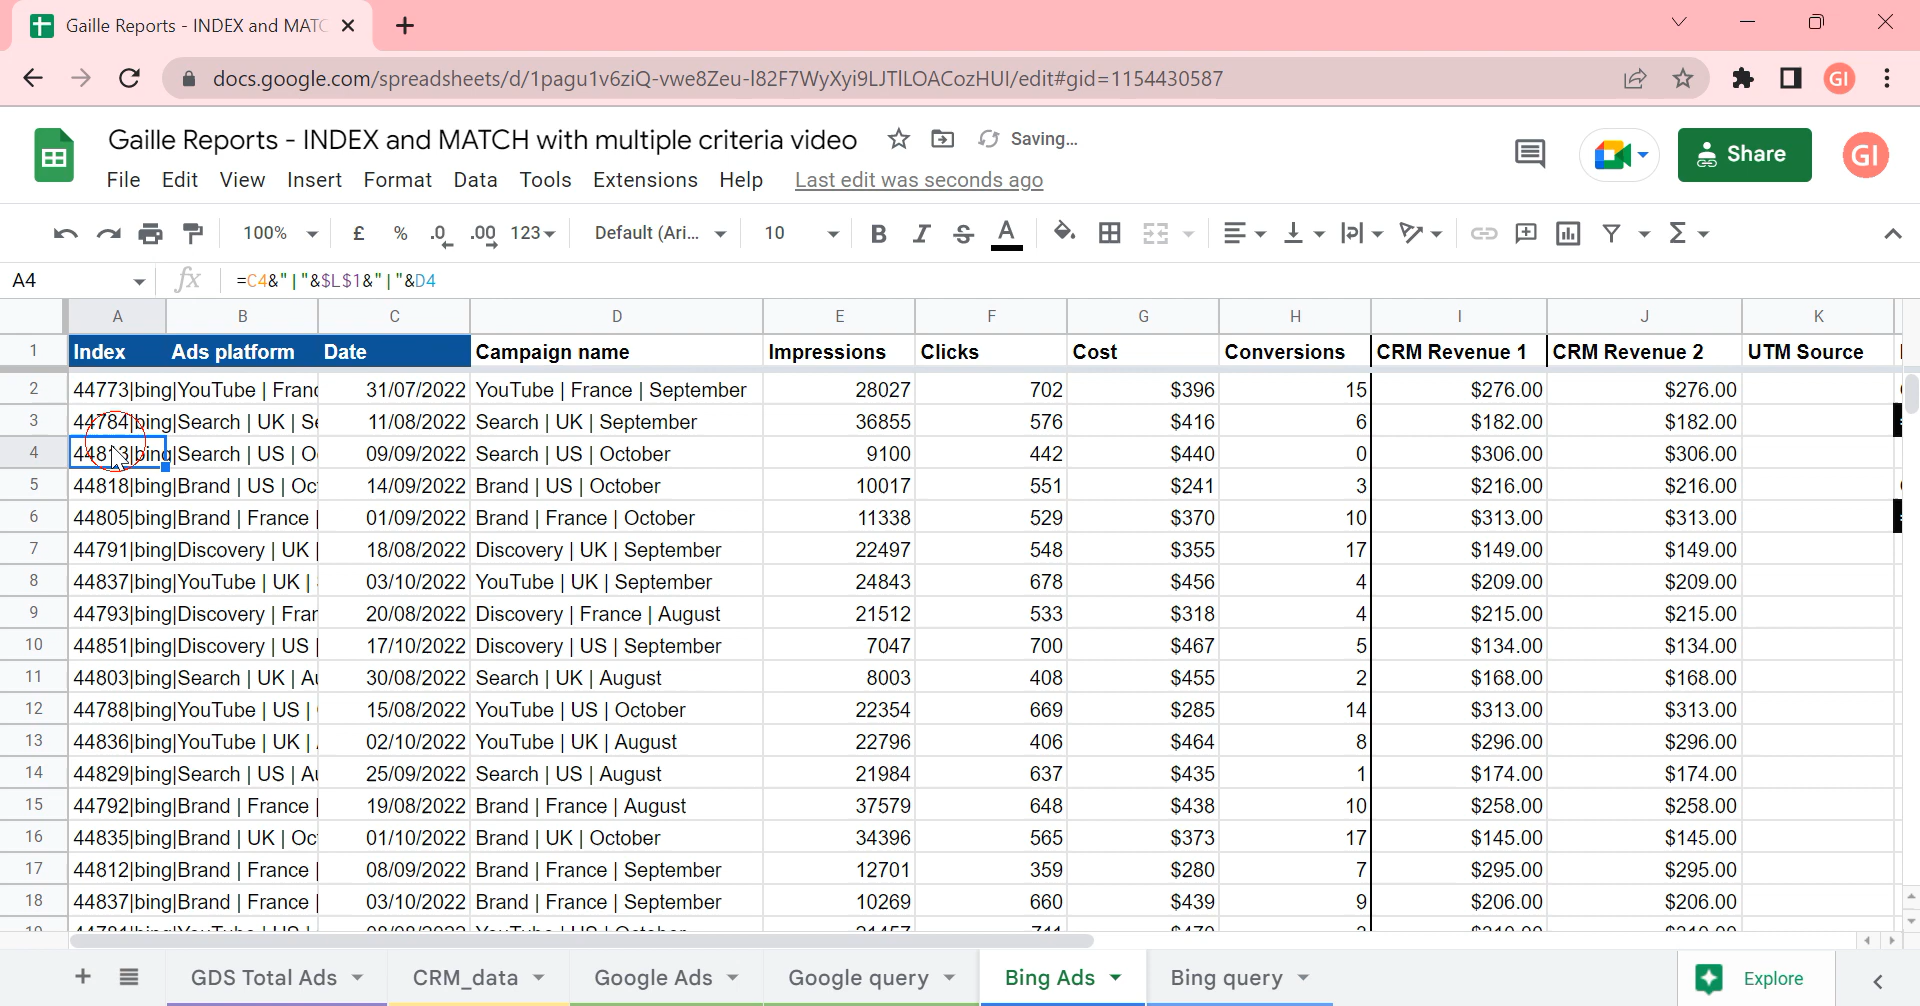 Gaille Reports - INDEX and MATC
docs.google.com/spreadsheets/d/1pagu1v6ziQ-vwe8Zeu-I82F7WyXyi9LJTlLOACozHUI/edit#gid=1154430587
GI
Gaille Reports - INDEX and MATCH with multiple criteria video Saving...
Share GI
File Edit View Insert Format Data Tools Extensions Help Last edit was seconds ago
100% £ % .0 .00 123 Default (Ari... 10 B I S A
A4 fx =C4&"|"&$L$1&"|"&D4
A B C D E F G H I J K
1 Index Ads platform Date Campaign name Impressions Clicks Cost Conversions CRM Revenue 1 CRM Revenue 2 UTM Source
2 44773|bing|YouTube | Franc 31/07/2022 YouTube | France | September 28027 702 $396 15 $276.00 $276.00
3 44784|bing|Search | UK | Se 11/08/2022 Search | UK | September 36855 576 $416 6 $182.00 $182.00
4 44813|bing|Search | US | O 09/09/2022 Search | US | October 9100 442 $440 0 $306.00 $306.00
5 44818|bing|Brand | US | Oc 14/09/2022 Brand | US | October 10017 551 $241 3 $216.00 $216.00
6 44805|bing|Brand | France | 01/09/2022 Brand | France | October 11338 529 $370 10 $313.00 $313.00
7 44791|bing|Discovery | UK | 18/08/2022 Discovery | UK | September 22497 548 $355 17 $149.00 $149.00
8 44837|bing|YouTube | UK | 03/10/2022 YouTube | UK | September 24843 678 $456 4 $209.00 $209.00
9 44793|bing|Discovery | Fran 20/08/2022 Discovery | France | August 21512 533 $318 4 $215.00 $215.00
10 44851|bing|Discovery | US | 17/10/2022 Discovery | US | September 7047 700 $467 5 $134.00 $134.00
11 44803|bing|Search | UK | Au 30/08/2022 Search | UK | August 8003 408 $455 2 $168.00 $168.00
12 44788|bing|YouTube | US | 15/08/2022 YouTube | US | October 22354 669 $285 14 $313.00 $313.00
13 44836|bing|YouTube | UK | 02/10/2022 YouTube | UK | August 22796 406 $464 8 $296.00 $296.00
14 44829|bing|Search | US | Au 25/09/2022 Search | US | August 21984 637 $435 1 $174.00 $174.00
15 44792|bing|Brand | France | 19/08/2022 Brand | France | August 37579 648 $438 10 $258.00 $258.00
16 44835|bing|Brand | UK | Oc 01/10/2022 Brand | UK | October 34396 565 $373 17 $145.00 $145.00
17 44812|bing|Brand | France | 08/09/2022 Brand | France | September 12701 359 $280 7 $295.00 $295.00
18 44837|bing|Brand | France | 03/10/2022 Brand | France | September 10269 660 $439 9 $206.00 $206.00
GDS Total Ads CRM_data Google Ads Google query Bing Ads Bing query Explore